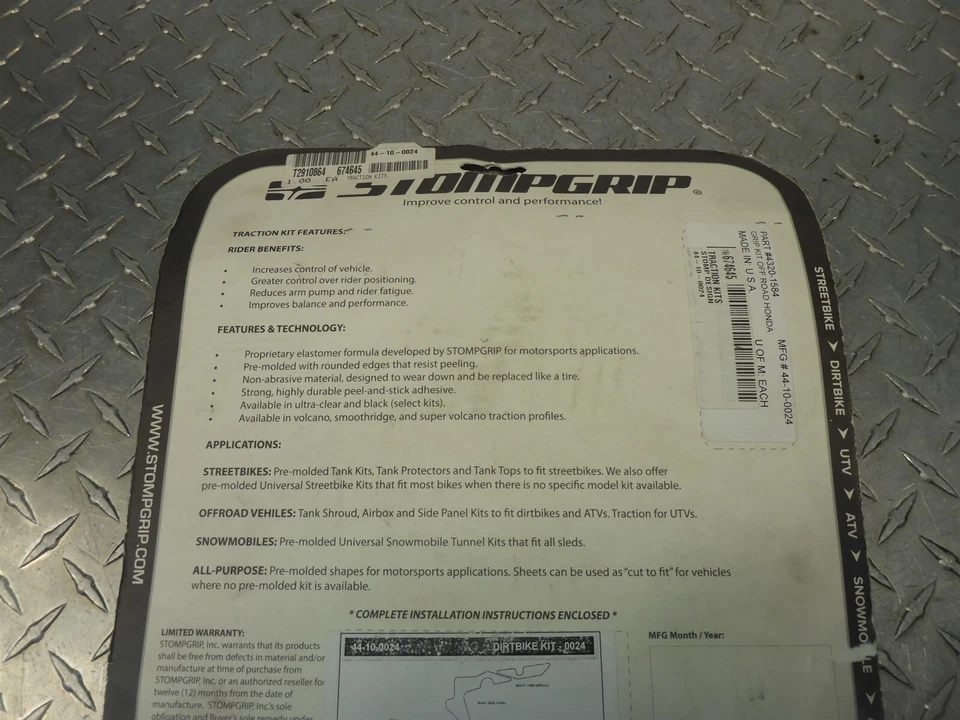 44-10-0024
T2910864 674645
1.00 EA TRACTION KITS
STOMPGRIP®
Improve control and performance!
TRACTION KIT FEATURES:
RIDER BENEFITS:
• Increases control of vehicle.
• Greater control over rider positioning.
• Reduces arm pump and rider fatigue.
• Improves balance and performance.
FEATURES & TECHNOLOGY:
• Proprietary elastomer formula developed by STOMPGRIP for motorsports applications.
• Pre-molded with rounded edges that resist peeling.
• Non-abrasive material, designed to wear down and be replaced like a tire.
• Strong, highly durable peel-and-stick adhesive.
• Available in ultra-clear and black (select kits).
• Available in volcano, smoothridge, and super volcano traction profiles.
APPLICATIONS:
STREETBIKES: Pre-molded Tank Kits, Tank Protectors and Tank Tops to fit streetbikes. We also offer
pre-molded Universal Streetbike Kits that fit most bikes when there is no specific model kit available.
OFFROAD VEHILES: Tank Shroud, Airbox and Side Panel Kits to fit dirtbikes and ATVs. Traction for UTVs.
SNOWMOBILES: Pre-molded Universal Snowmobile Tunnel Kits that fit all sleds.
ALL-PURPOSE: Pre-molded shapes for motorsports applications. Sheets can be used as "cut to fit" for vehicles
where no pre-molded kit is available.
* COMPLETE INSTALLATION INSTRUCTIONS ENCLOSED *
LIMITED WARRANTY:
STOMPGRIP, Inc. warrants that its products
shall be free from defects in material and/or
manufacture at time of purchase from
STOMPGRIP, Inc. or an authorized reseller for
twelve (12) months from the date of
manufacture. STOMPGRIP, Inc.'s sole
obligation and Buyer's sole remedy under
44-10-0024 DIRTBIKE KIT - 0024
MFG Month / Year:
PART #4320-1584 MFG # 44-10-0024
GRIP KIT OFF ROAD HONDA
MADE IN: U S A U OF M: EACH
674645
TRACTION KITS
STOMP DESIGN
44-10-0024
STREETBIKE > DIRTBIKE > UTV > ATV > SNOWMO LE >
WWW.STOMPGRIP.COM